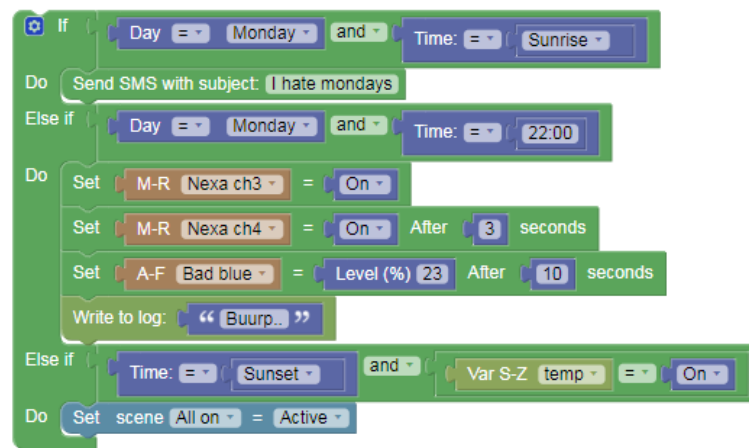 If Day = Monday and Time: = Sunrise
Do Send SMS with subject: I hate mondays
Else if Day = Monday and Time: = 22:00
Do Set M-R Nexa ch3 = On
Set M-R Nexa ch4 = On After 3 seconds
Set A-F Bad blue = Level (%) 23 After 10 seconds
Write to log: “ Buurp.. ”
Else if Time: = Sunset and Var S-Z temp = On
Do Set scene All on = Active